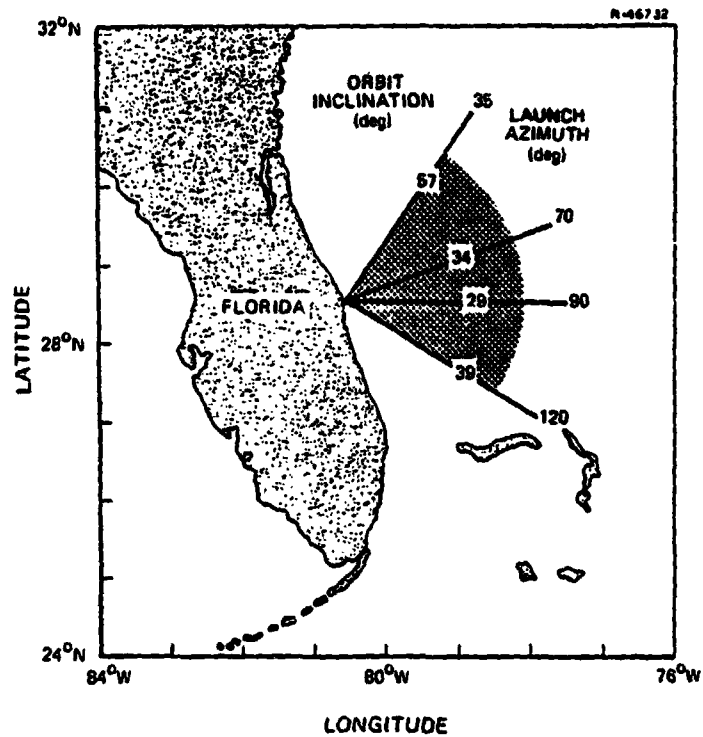 R-46732
32°N
ORBIT
INCLINATION
(deg)
35
LAUNCH
AZIMUTH
(deg)
57
70
34
FLORIDA
29
90
LATITUDE
28°N
39
120
24°N
84°W
80°W
76°W
LONGITUDE